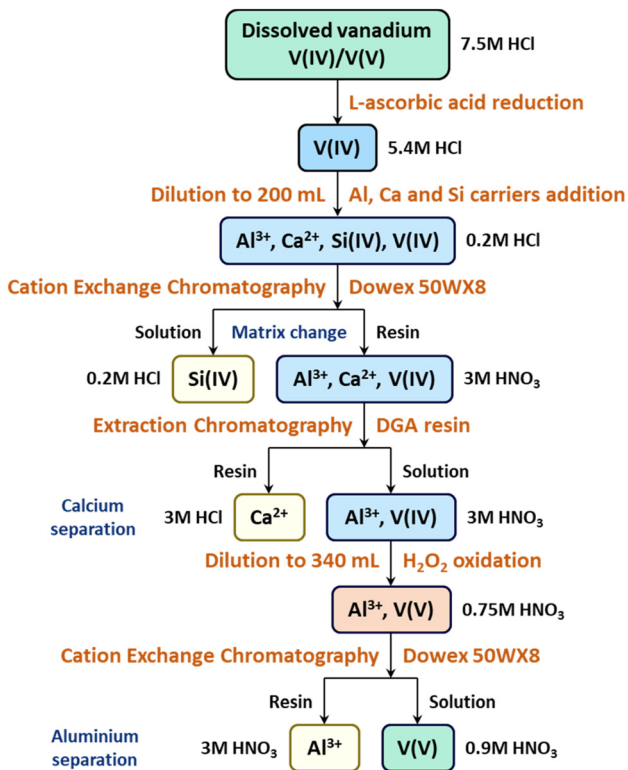 Dissolved vanadium
V(IV)/V(V)
7.5M HCl
L-ascorbic acid reduction
V(IV)
5.4M HCl
Dilution to 200 mL
Al, Ca and Si carriers addition
Al³⁺, Ca²⁺, Si(IV), V(IV)
0.2M HCl
Cation Exchange Chromatography
Dowex 50WX8
Solution
Matrix change
Resin
0.2M HCl
Si(IV)
Al³⁺, Ca²⁺, V(IV)
3M HNO₃
Extraction Chromatography
DGA resin
Resin
Solution
Calcium
separation
3M HCl
Ca²⁺
Al³⁺, V(IV)
3M HNO₃
Dilution to 340 mL
H₂O₂ oxidation
Al³⁺, V(V)
0.75M HNO₃
Cation Exchange Chromatography
Dowex 50WX8
Resin
Solution
Aluminium
separation
3M HNO₃
Al³⁺
V(V)
0.9M HNO₃